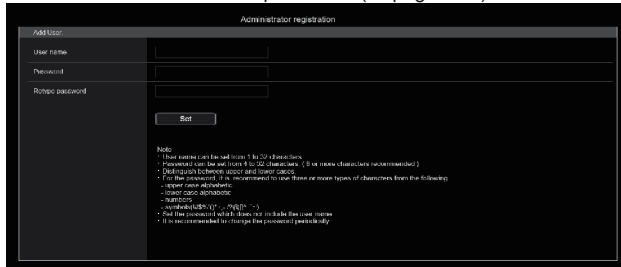 Administrator registration
Add User.
User name
Password
Retype password
Set
Note
・User name can be set from 1 to 32 characters.
・Password can be set from 4 to 32 characters. ( 8 or more characters recommended )
・Distinguish between upper and lower cases.
・For the password, it is recommend to use three or more types of characters from the following
- upper case alphabetic
- lower case alphabetic
- numbers
- symbols
・Set the password which does not include the user name
・It is recommended to change the password periodically